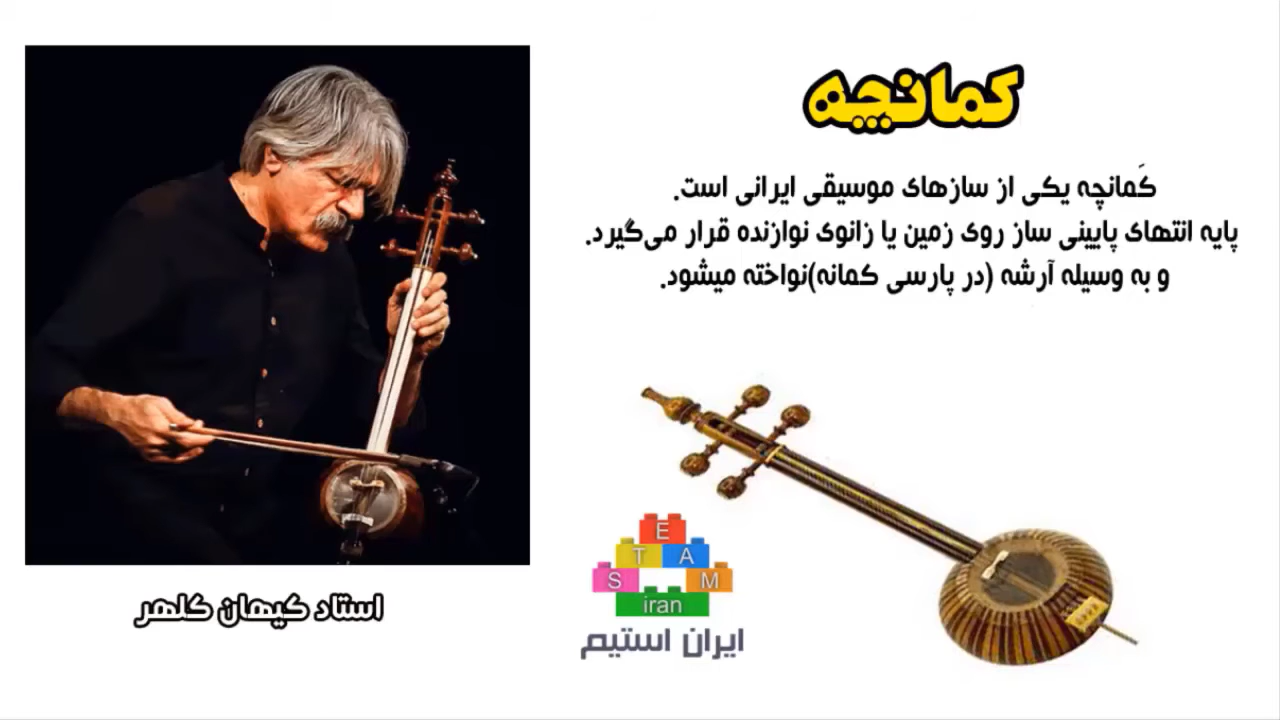 کمانچه
کَمانچه یکی از سازهای موسیقی ایرانی است.
پایه انتهای پایینی ساز روی زمین یا زانوی نوازنده قرار می‌گیرد.
و به وسیله آرشه (در پارسی کمانه)نواخته میشود.
استاد کیهان کلهر
E
T A
S M
iran
ایران استیم